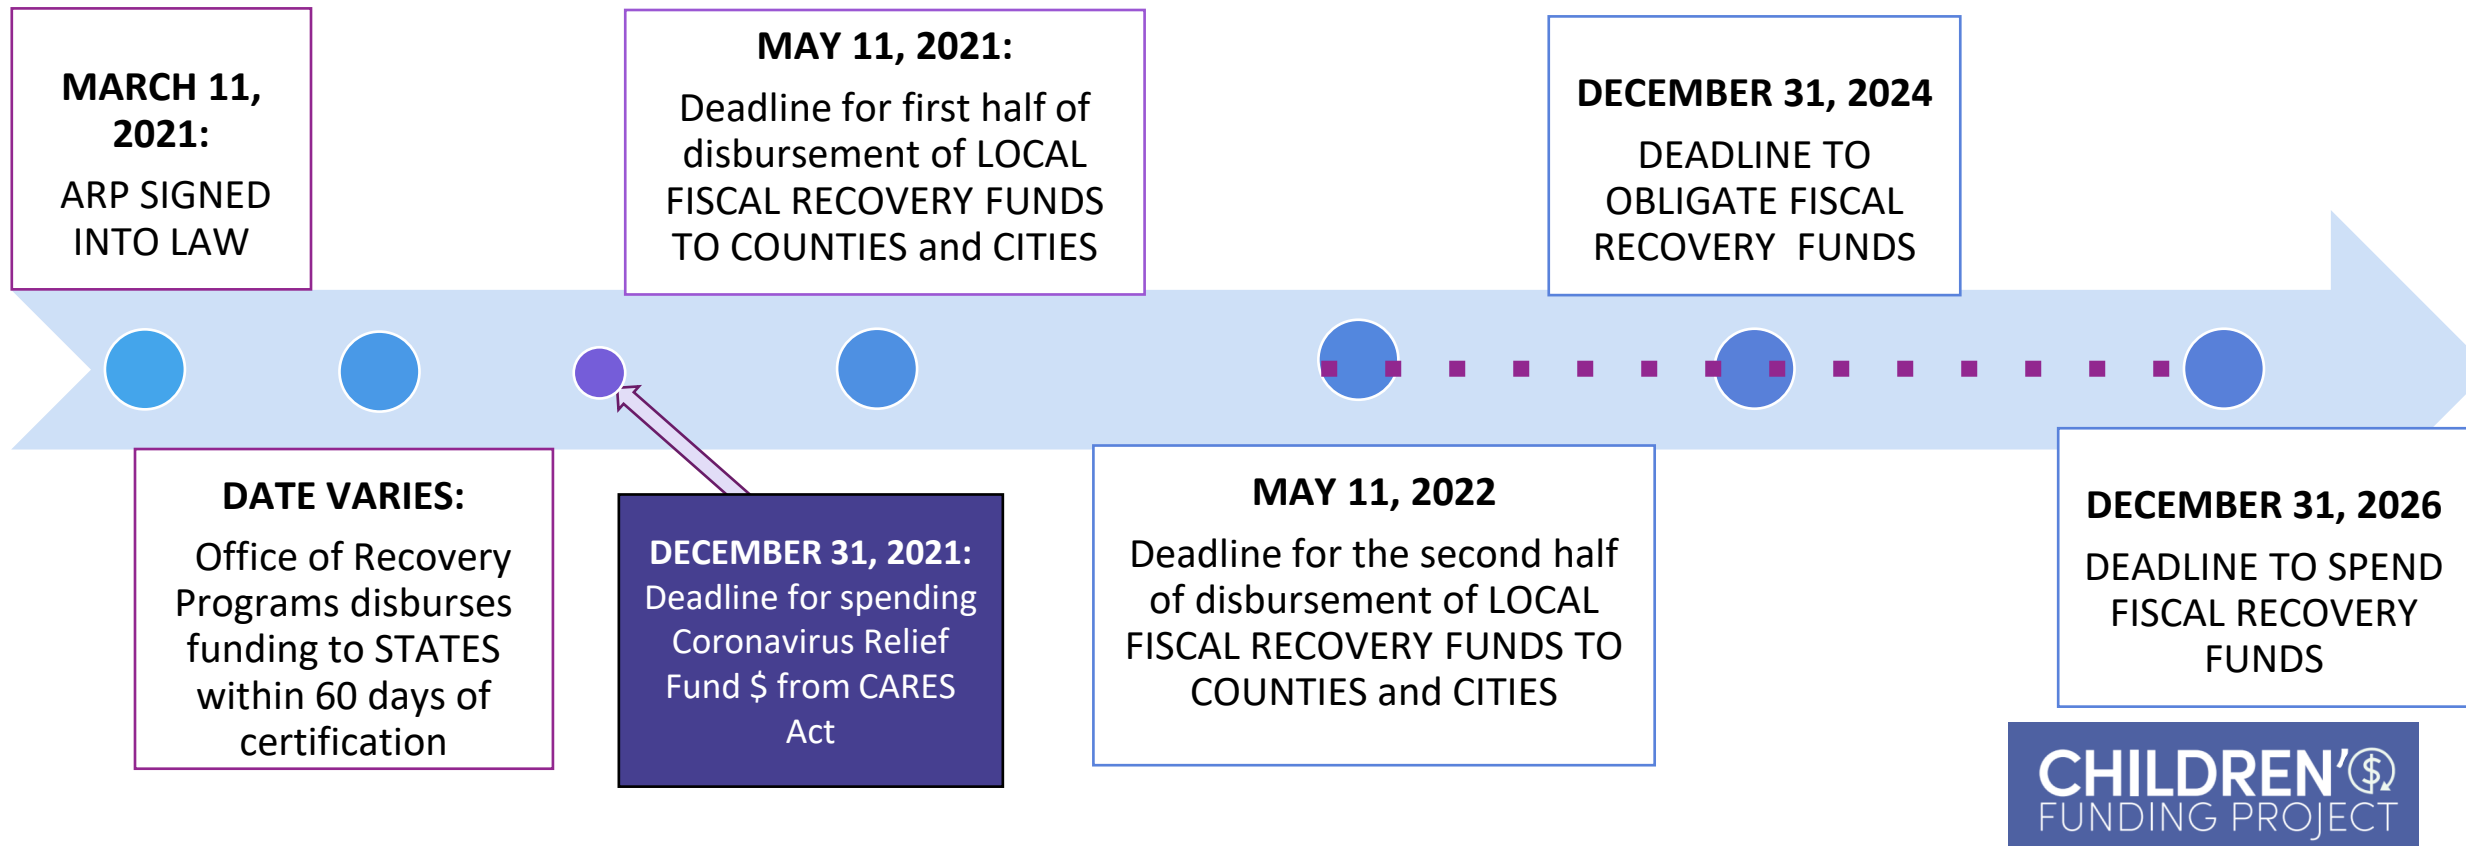 MARCH 11,
2021:
ARP SIGNED
INTO LAW
DATE VARIES:
Office of Recovery
Programs disburses
funding to STATES
within 60 days of
certification
DECEMBER 31, 2021:
Deadline for spending
Coronavirus Relief
Fund $ from CARES
Act
MAY 11, 2021:
Deadline for first half of
disbursement of LOCAL
FISCAL RECOVERY FUNDS
TO COUNTIES and CITIES
MAY 11, 2022
Deadline for the second half
of disbursement of LOCAL
FISCAL RECOVERY FUNDS TO
COUNTIES and CITIES
DECEMBER 31, 2024
DEADLINE TO
OBLIGATE FISCAL
RECOVERY FUNDS
DECEMBER 31, 2026
DEADLINE TO SPEND
FISCAL RECOVERY
FUNDS
CHILDREN'$
FUNDING PROJECT